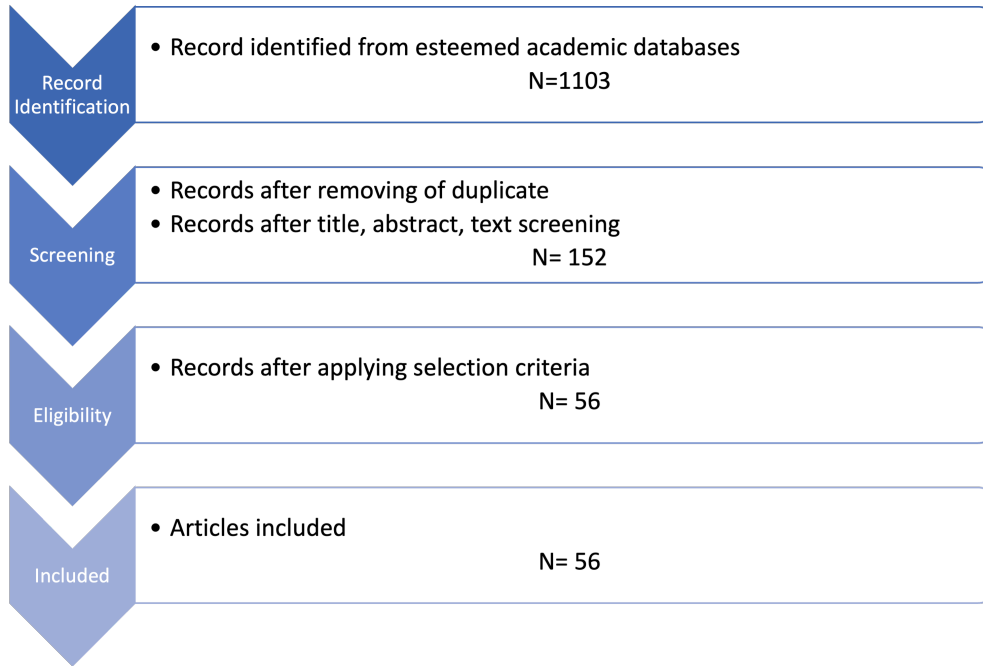 Record
Identification
• Record identified from esteemed academic databases
N=1103
Screening
• Records after removing of duplicate
• Records after title, abstract, text screening
N= 152
Eligibility
• Records after applying selection criteria
N= 56
Included
• Articles included
N= 56